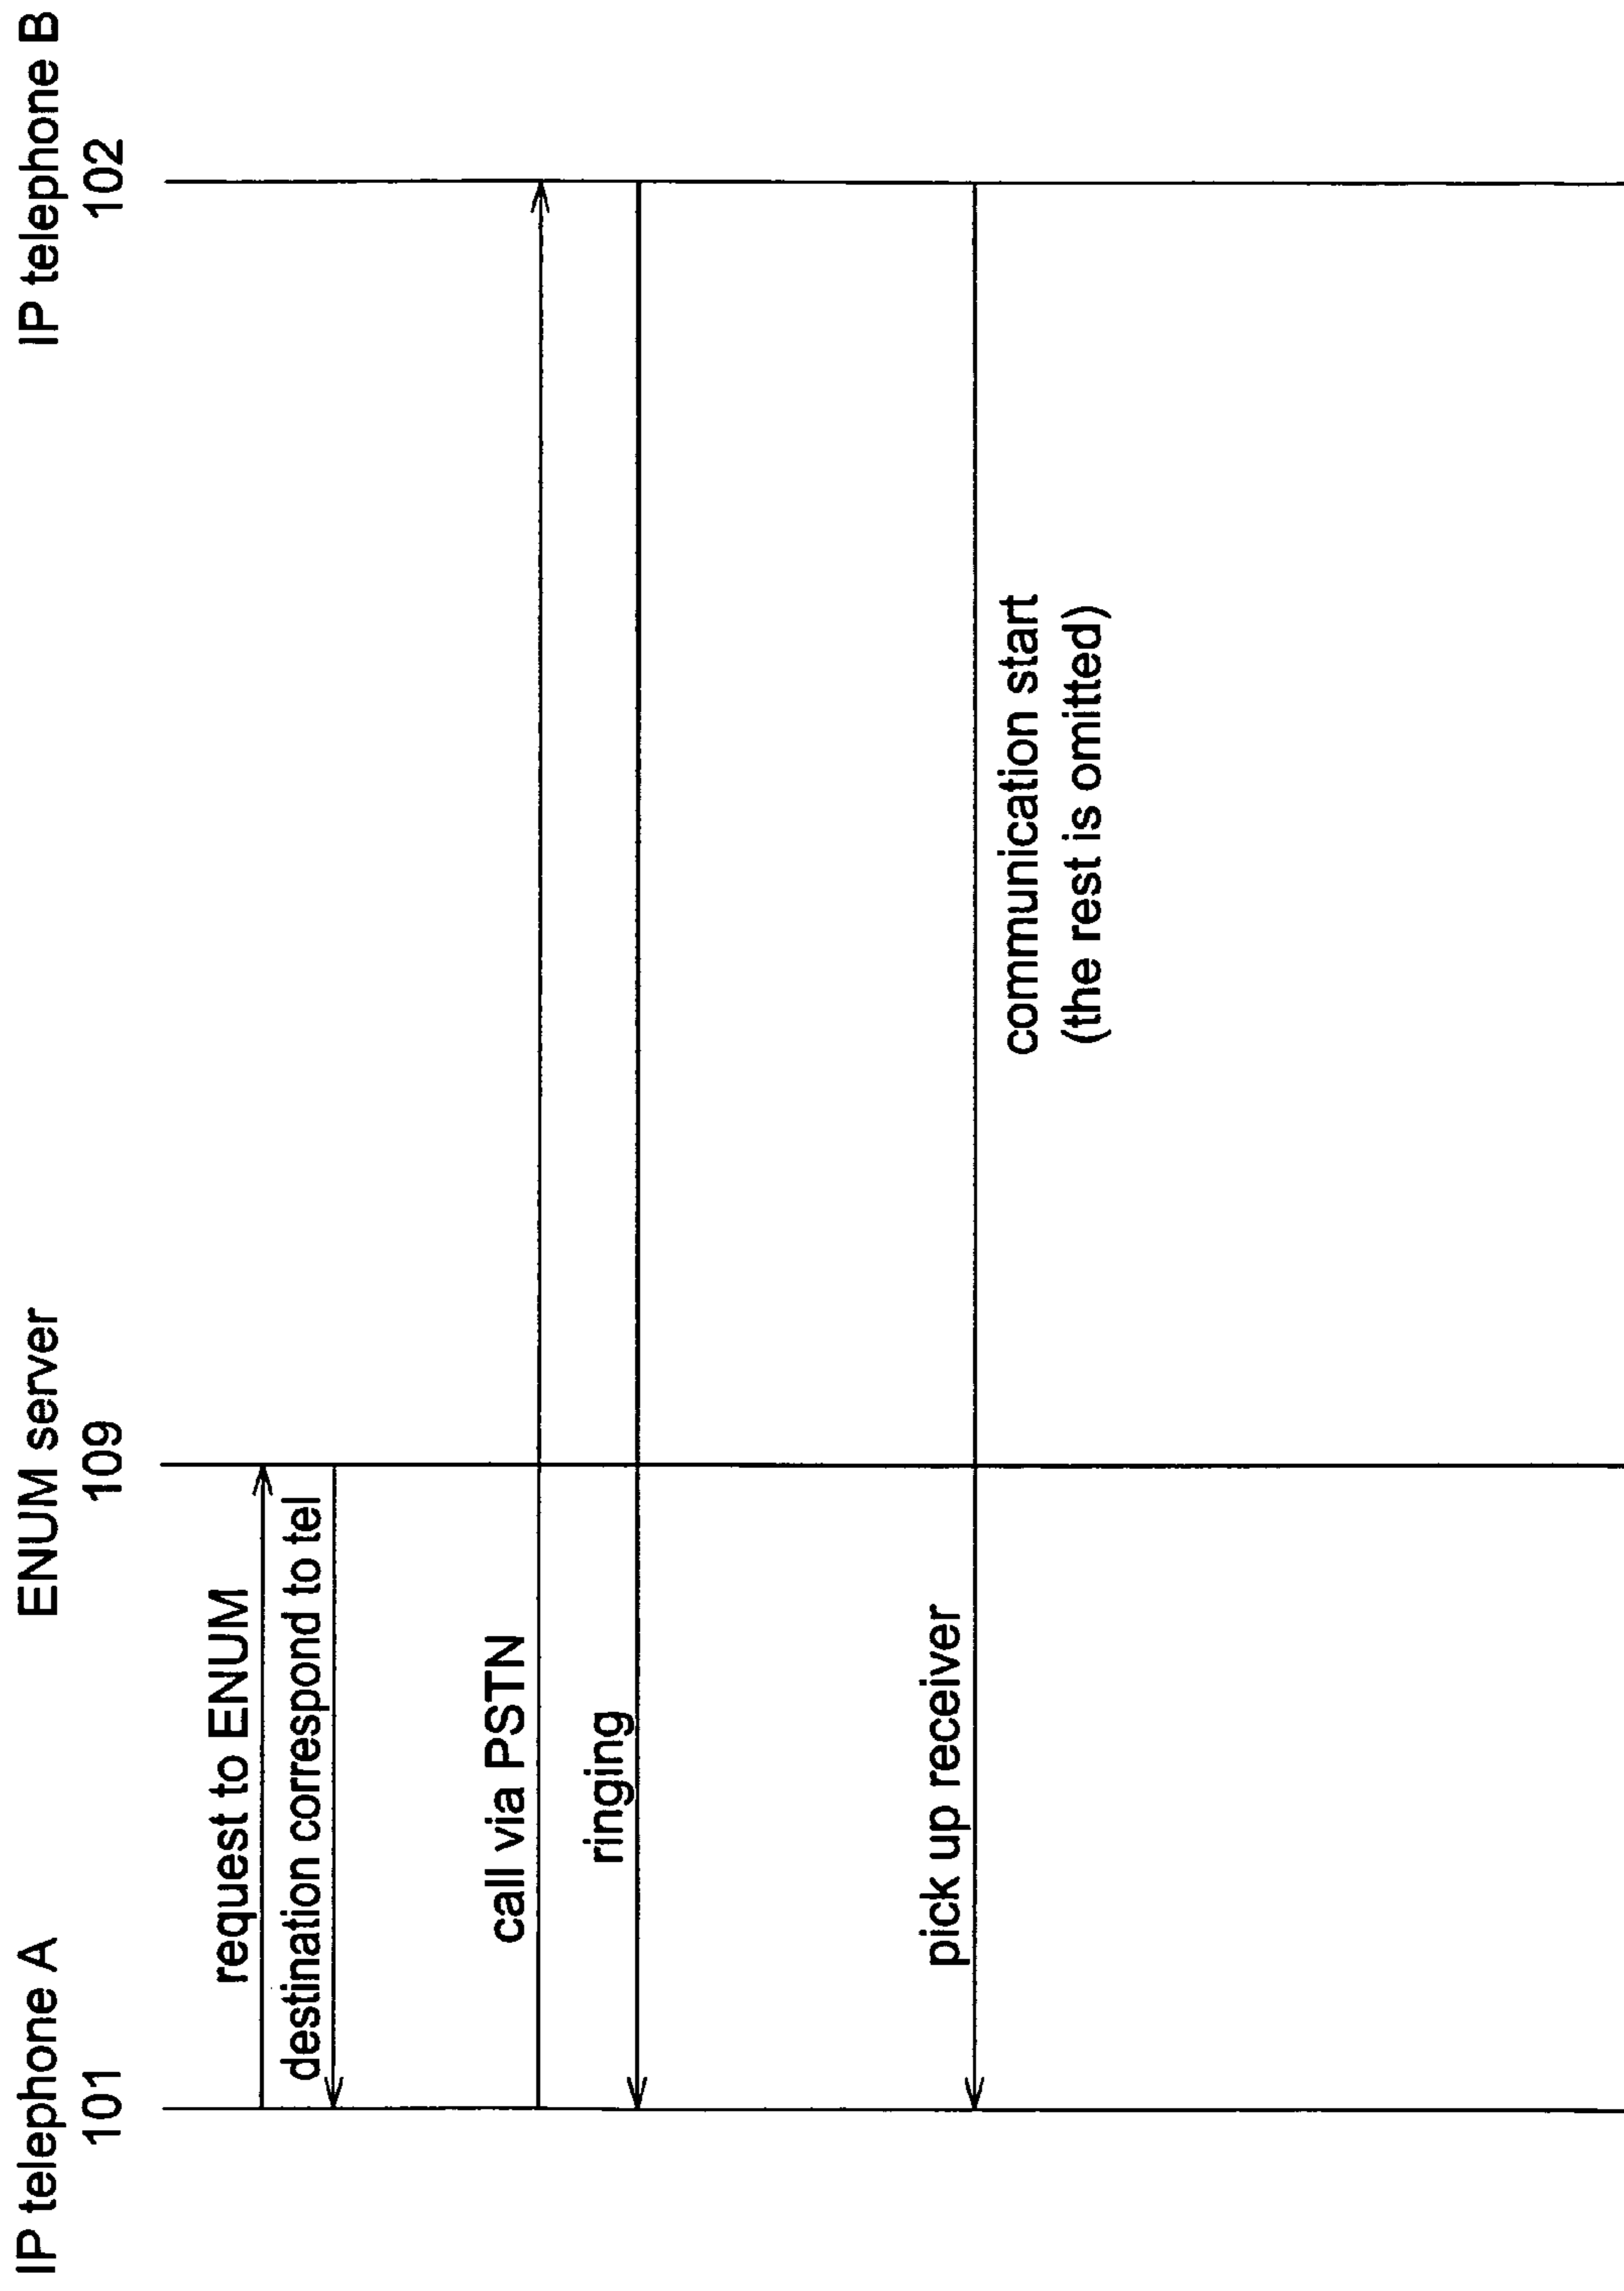 IP telephone A
101
ENUM server
109
IP telephone B
102
request to ENUM
destination correspond to tel
call via PSTN
ringing
pick up receiver
communication start
(the rest is omitted)